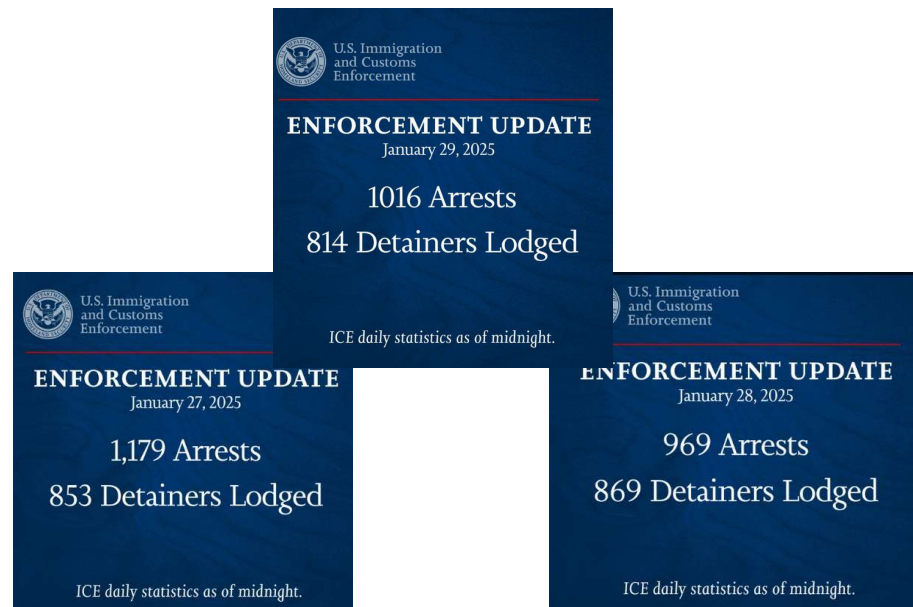 U.S. Immigration
and Customs
Enforcement
ENFORCEMENT UPDATE
January 29, 2025
1016 Arrests
814 Detainers Lodged
ICE daily statistics as of midnight.
U.S. Immigration
and Customs
Enforcement
ENFORCEMENT UPDATE
January 27, 2025
1,179 Arrests
853 Detainers Lodged
ICE daily statistics as of midnight.
U.S. Immigration
and Customs
Enforcement
ENFORCEMENT UPDATE
January 28, 2025
969 Arrests
869 Detainers Lodged
ICE daily statistics as of midnight.